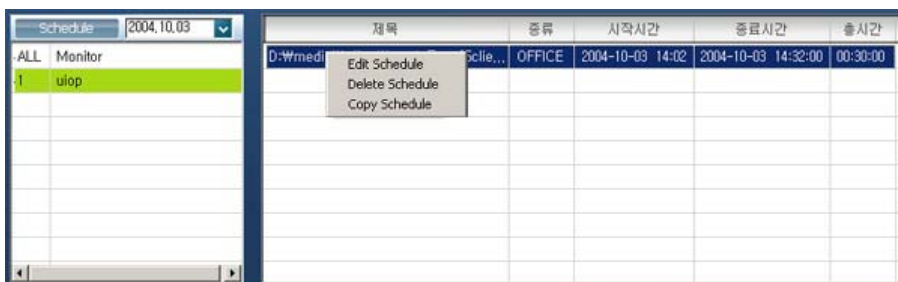 Schedule 2004,10,03
제목 종류 시작시간 종료시간 총시간
ALL Monitor
D:\medi 5clie... OFFICE 2004-10-03 14:02 2004-10-03 14:32:00 00:30:00
1 uiop
Edit Schedule
Delete Schedule
Copy Schedule